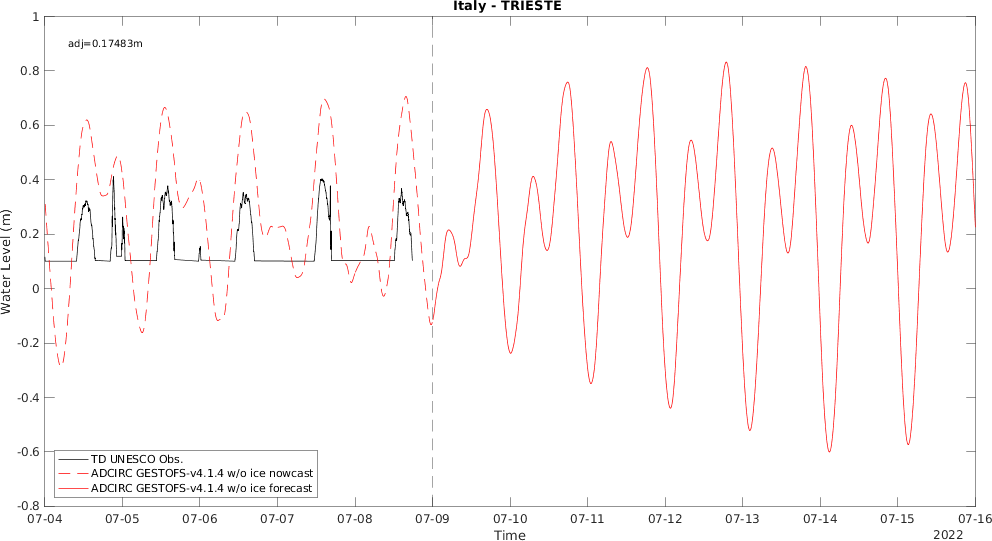 Italy - TRIESTE
adj=0.17483m
1
0.8
0.6
0.4
0.2
0
-0.2
-0.4
-0.6
-0.8
Water Level (m)
TD UNESCO Obs.
ADCIRC GESTOFS-v4.1.4 w/o ice nowcast
ADCIRC GESTOFS-v4.1.4 w/o ice forecast
07-04 07-05 07-06 07-07 07-08 07-09 07-10 07-11 07-12 07-13 07-14 07-15 07-16
Time
2022